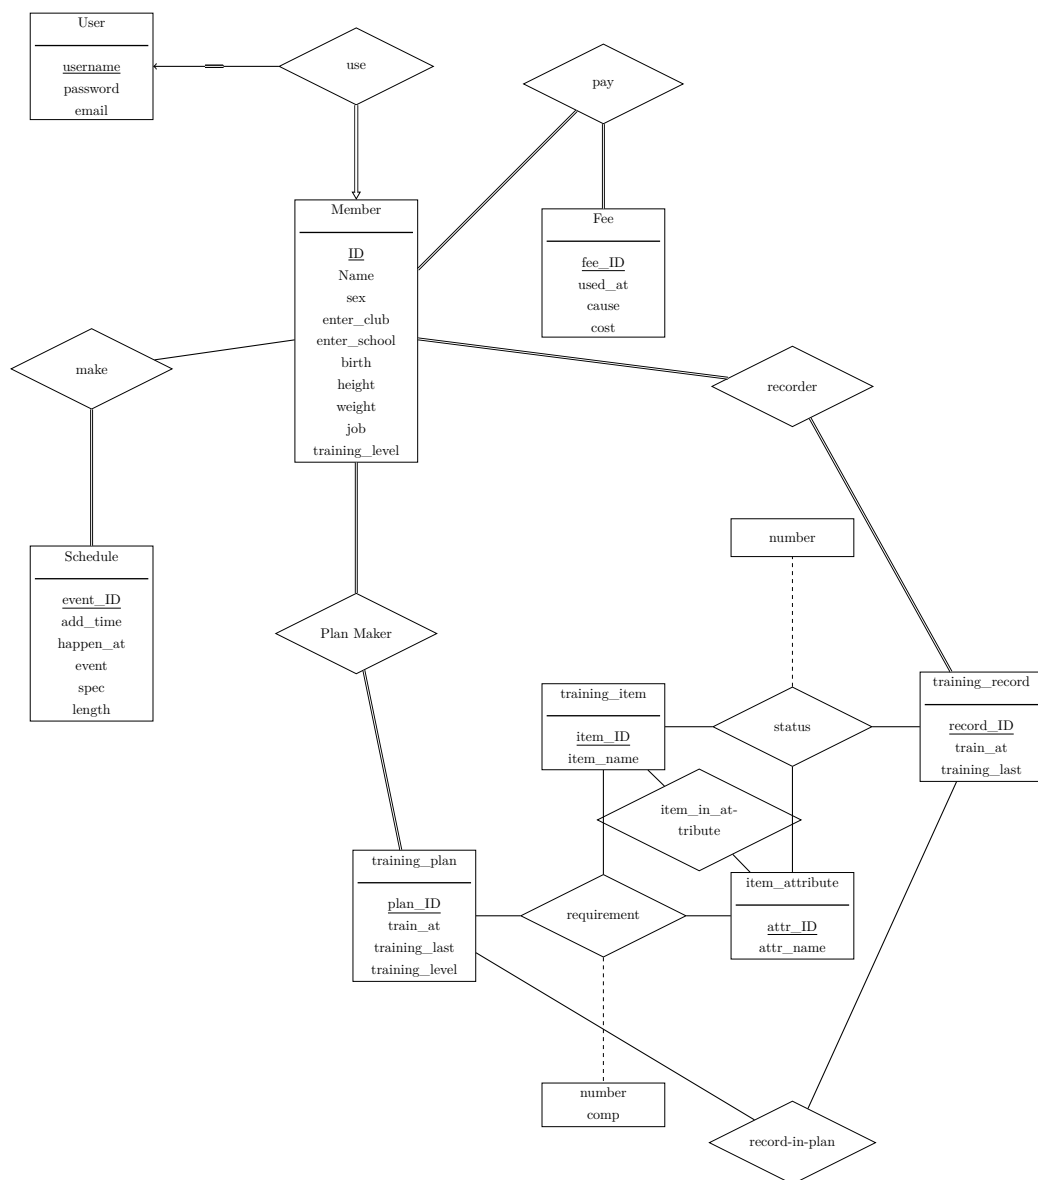 User
username
password
email
use
pay
Member
ID
Name
sex
enter_club
enter_school
birth
height
weight
job
training_level
Fee
fee_ID
used_at
cause
cost
make
recorder
number
Schedule
event_ID
add_time
happen_at
event
spec
length
Plan Maker
training_item
item_ID
item_name
status
training_record
record_ID
train_at
training_last
item_in_at-
tribute
training_plan
plan_ID
train_at
training_last
training_level
requirement
item_attribute
attr_ID
attr_name
number
comp
record-in-plan